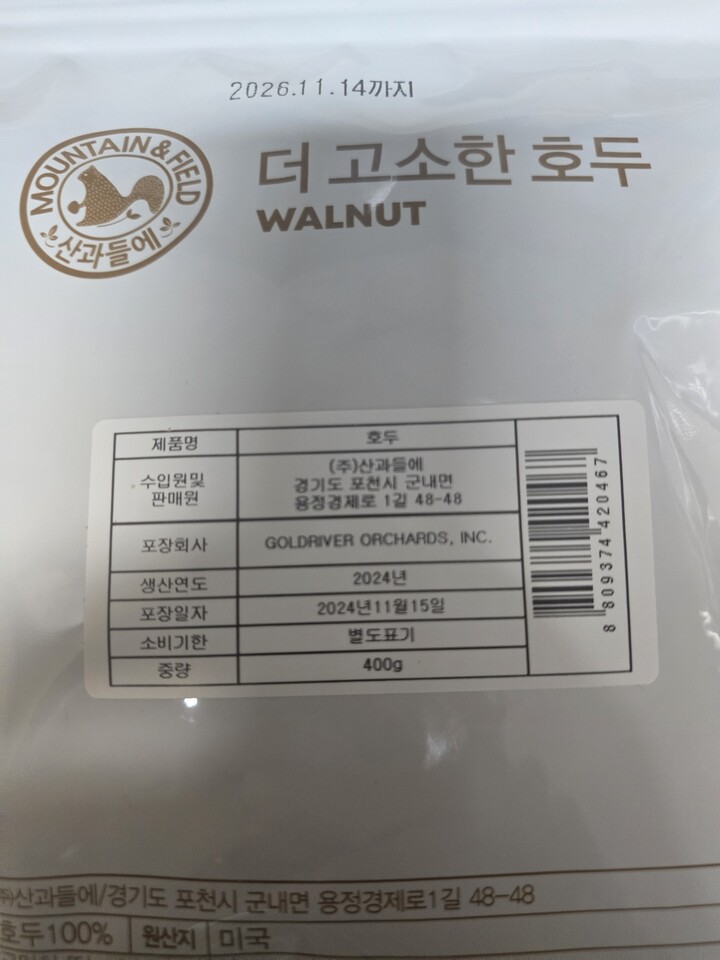 2026.11.14까지
MOUNTAIN & FIELD
산과들에
더 고소한 호두
WALNUT
제품명 호두
수입원및 판매원
(주)산과들에
경기도 포천시 군내면
용정경제로 1길 48-48
포장회사 GOLDRIVER ORCHARDS, INC.
생산연도 2024년
포장일자 2024년11월15일
소비기한 별도표기
중량 400g
8 809374 420467
㈜산과들에/경기도 포천시 군내면 용정경제로1길 48-48
호두100% 원산지 미국